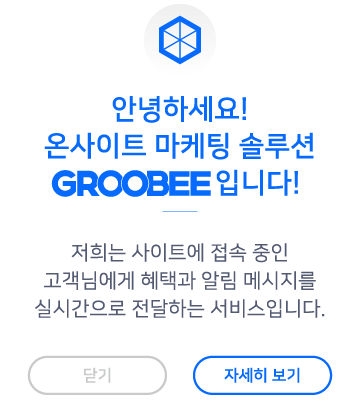 안녕하세요!
온사이트 마케팅 솔루션
GROOBEE 입니다!
저희는 사이트에 접속 중인
고객님에게 혜택과 알림 메시지를
실시간으로 전달하는 서비스입니다.
닫기
자세히 보기